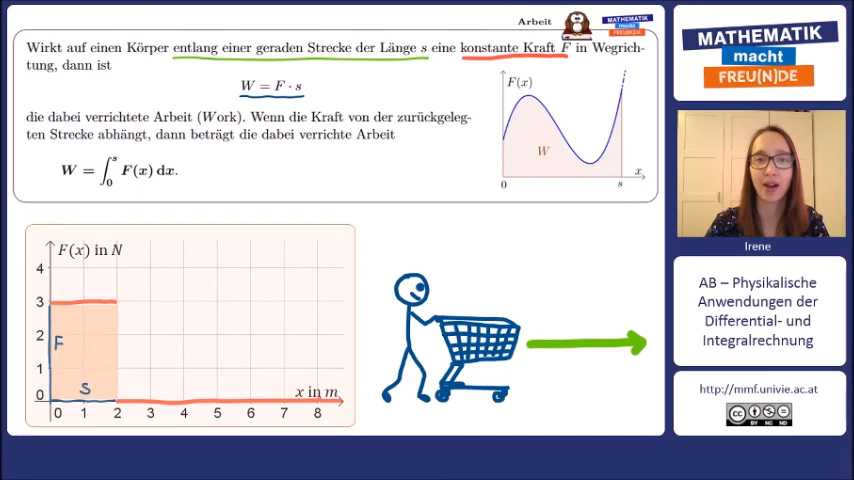 Arbeit
MATHEMATIK
macht
FREU(N)DE
Wirkt auf einen Körper entlang einer geraden Strecke der Länge s eine konstante Kraft F in Wegrich-
tung, dann ist
W = F · s
die dabei verrichtete Arbeit (Work). Wenn die Kraft von der zurückgeleg-
ten Strecke abhängt, dann beträgt die dabei verrichte Arbeit
W = ∫₀ˢ F(x) dx.
F(x)
W
0 s x
F(x) in N
4
3
2
1
0
F
S
x in m
0 1 2 3 4 5 6 7 8
MATHEMATIK
macht
FREU(N)DE
Irene
AB – Physikalische
Anwendungen der
Differential- und
Integralrechnung
http://mmf.univie.ac.at
CC
BY NC ND